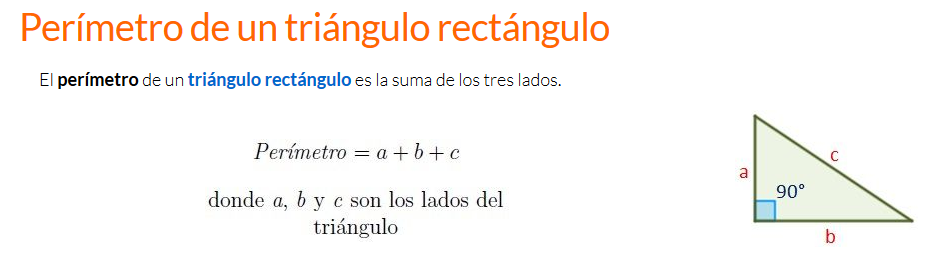 Perímetro de un triángulo rectángulo
El perímetro de un triángulo rectángulo es la suma de los tres lados.
Perímetro = a + b + c
donde a, b y c son los lados del
triángulo
a
c
90°
b